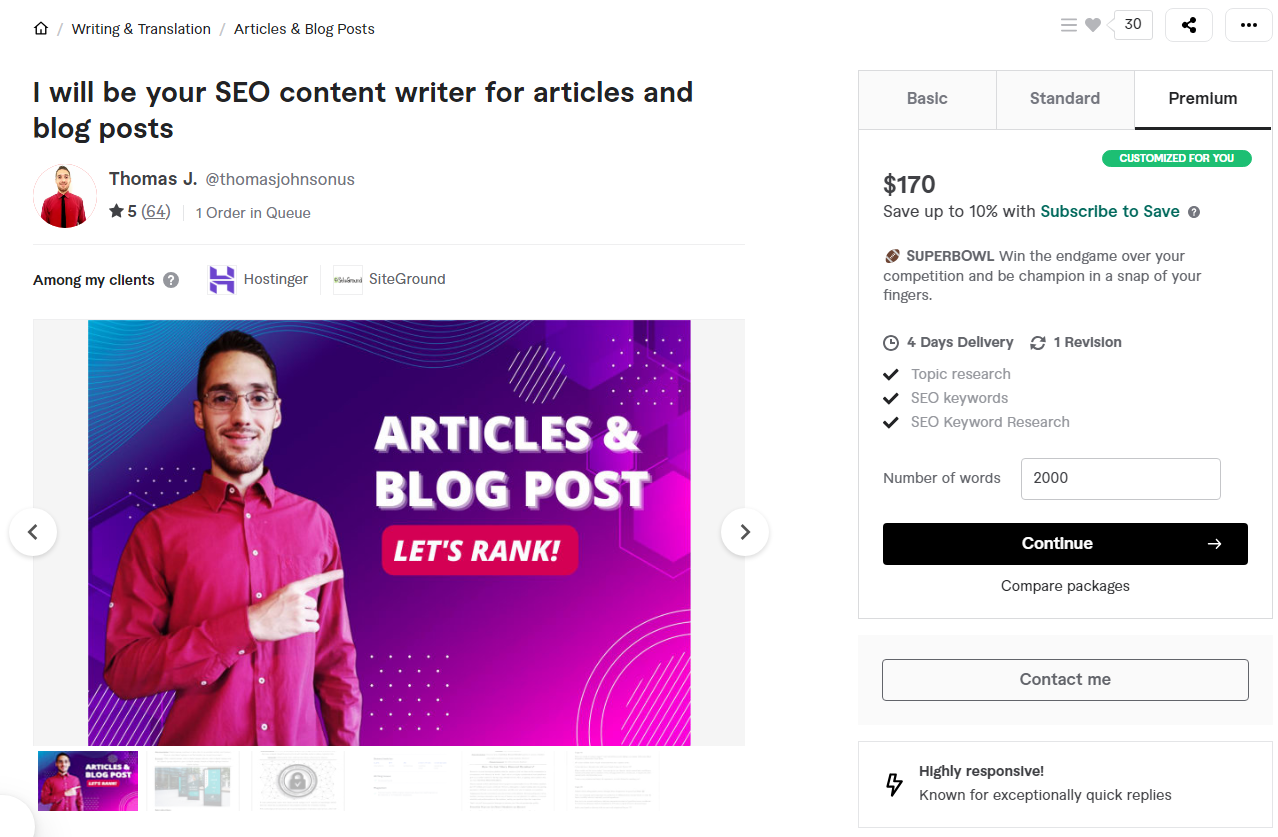 / Writing & Translation / Articles & Blog Posts
30
I will be your SEO content writer for articles and
blog posts
Thomas J. @thomasjohnsonus
5 (64) 1 Order in Queue
Among my clients ? Hostinger SiteGround
ARTICLES &
BLOG POST
LET'S RANK!
ARTICLES &
BLOG POST
LET'S RANK!
Basic Standard Premium
CUSTOMIZED FOR YOU
$170
Save up to 10% with Subscribe to Save ?
SUPERBOWL Win the endgame over your
competition and be champion in a snap of your
fingers.
4 Days Delivery 1 Revision
Topic research
SEO keywords
SEO Keyword Research
Number of words 2000
Continue →
Compare packages
Contact me
Highly responsive!
Known for exceptionally quick replies